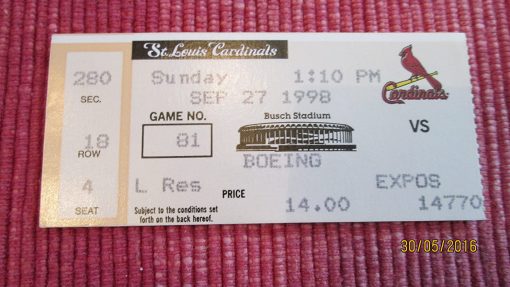 St. Louis Cardinals
280
SEC.
18
ROW
4
SEAT
Sunday 1:10 PM
SEP 27 1998
GAME NO.
81
Busch Stadium
BOEING
L Res
PRICE
14.00
Subject to the conditions set
forth on the back hereof.
Cardinals
VS
EXPOS
14770
30/05/2016